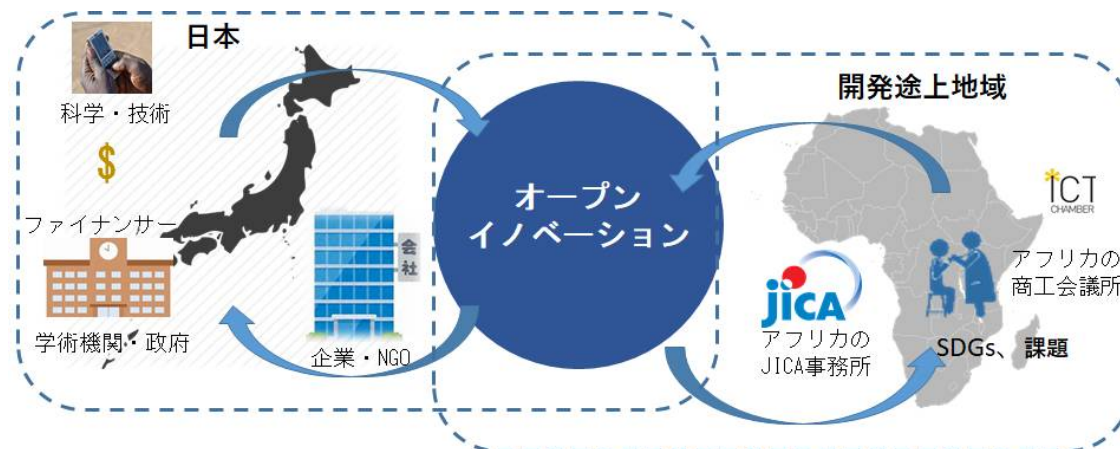 日本
科学・技術
$
ファイナンサー
学術機関・政府
会社
企業・NGO
オープン
イノベーション
開発途上地域
ICT
CHAMBER
アフリカの
商工会議所
jICA
アフリカの
JICA事務所
SDGs、課題